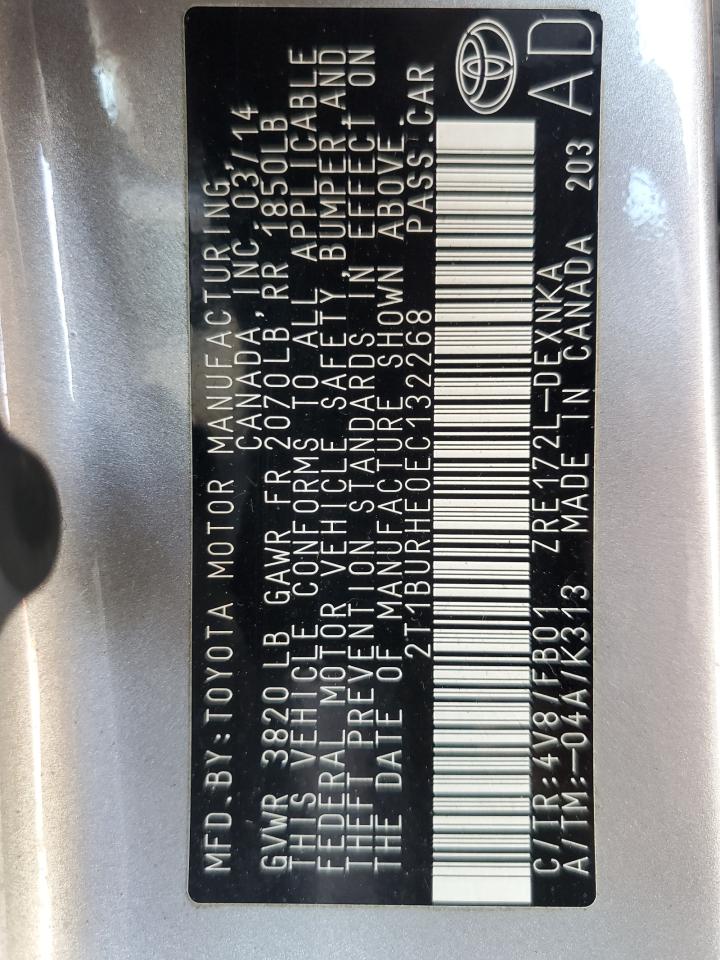 MFD.BY:TOYOTA MOTOR MANUFACTURING,
CANADA, INC. 03/14
GVWR 3820LB GAWR FR 2070LB, RR 1850LB
THIS VEHICLE CONFORMS TO ALL APPLICABLE
FEDERAL MOTOR VEHICLE SAFETY, BUMPER AND
THEFT PREVENTION STANDARDS IN EFFECT ON
THE DATE OF MANUFACTURE SHOWN ABOVE.
2T1BURHE0EC132268 PASS.CAR
C/TR:4V8/FB01 ZRE172L-DEXNKA
A/TM:-04A/K313 MADE IN CANADA 203
AD